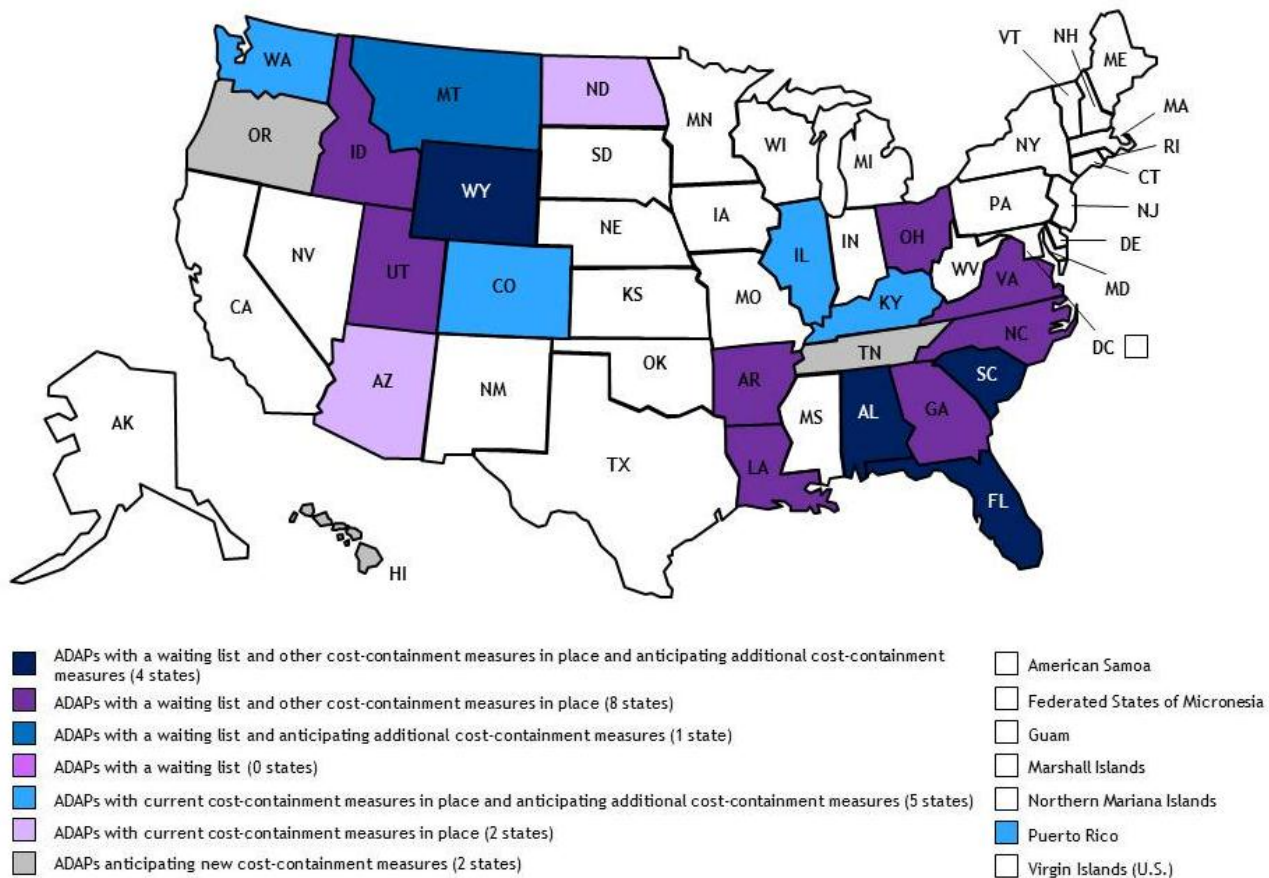 VT
NH
ME
WA
MT
ND
MN
MA
OR
ID
SD
WI
MI
NY
RI
CT
WY
IA
PA
NJ
NE
OH
DE
NV
UT
CO
IL
IN
WV
VA
MD
CA
KS
MO
KY
NC
DC
AZ
NM
OK
AR
TN
SC
AK
MS
AL
GA
TX
LA
FL
HI
ADAPs with a waiting list and other cost-containment measures in place and anticipating additional cost-containment
measures (4 states)
ADAPs with a waiting list and other cost-containment measures in place (8 states)
ADAPs with a waiting list and anticipating additional cost-containment measures (1 state)
ADAPs with a waiting list (0 states)
ADAPs with current cost-containment measures in place and anticipating additional cost-containment measures (5 states)
ADAPs with current cost-containment measures in place (2 states)
ADAPs anticipating new cost-containment measures (2 states)
American Samoa
Federated States of Micronesia
Guam
Marshall Islands
Northern Mariana Islands
Puerto Rico
Virgin Islands (U.S.)